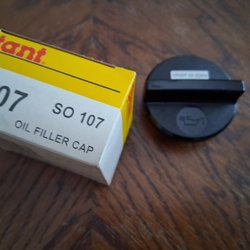 tant
07
SO 107
OIL FILLER CAP